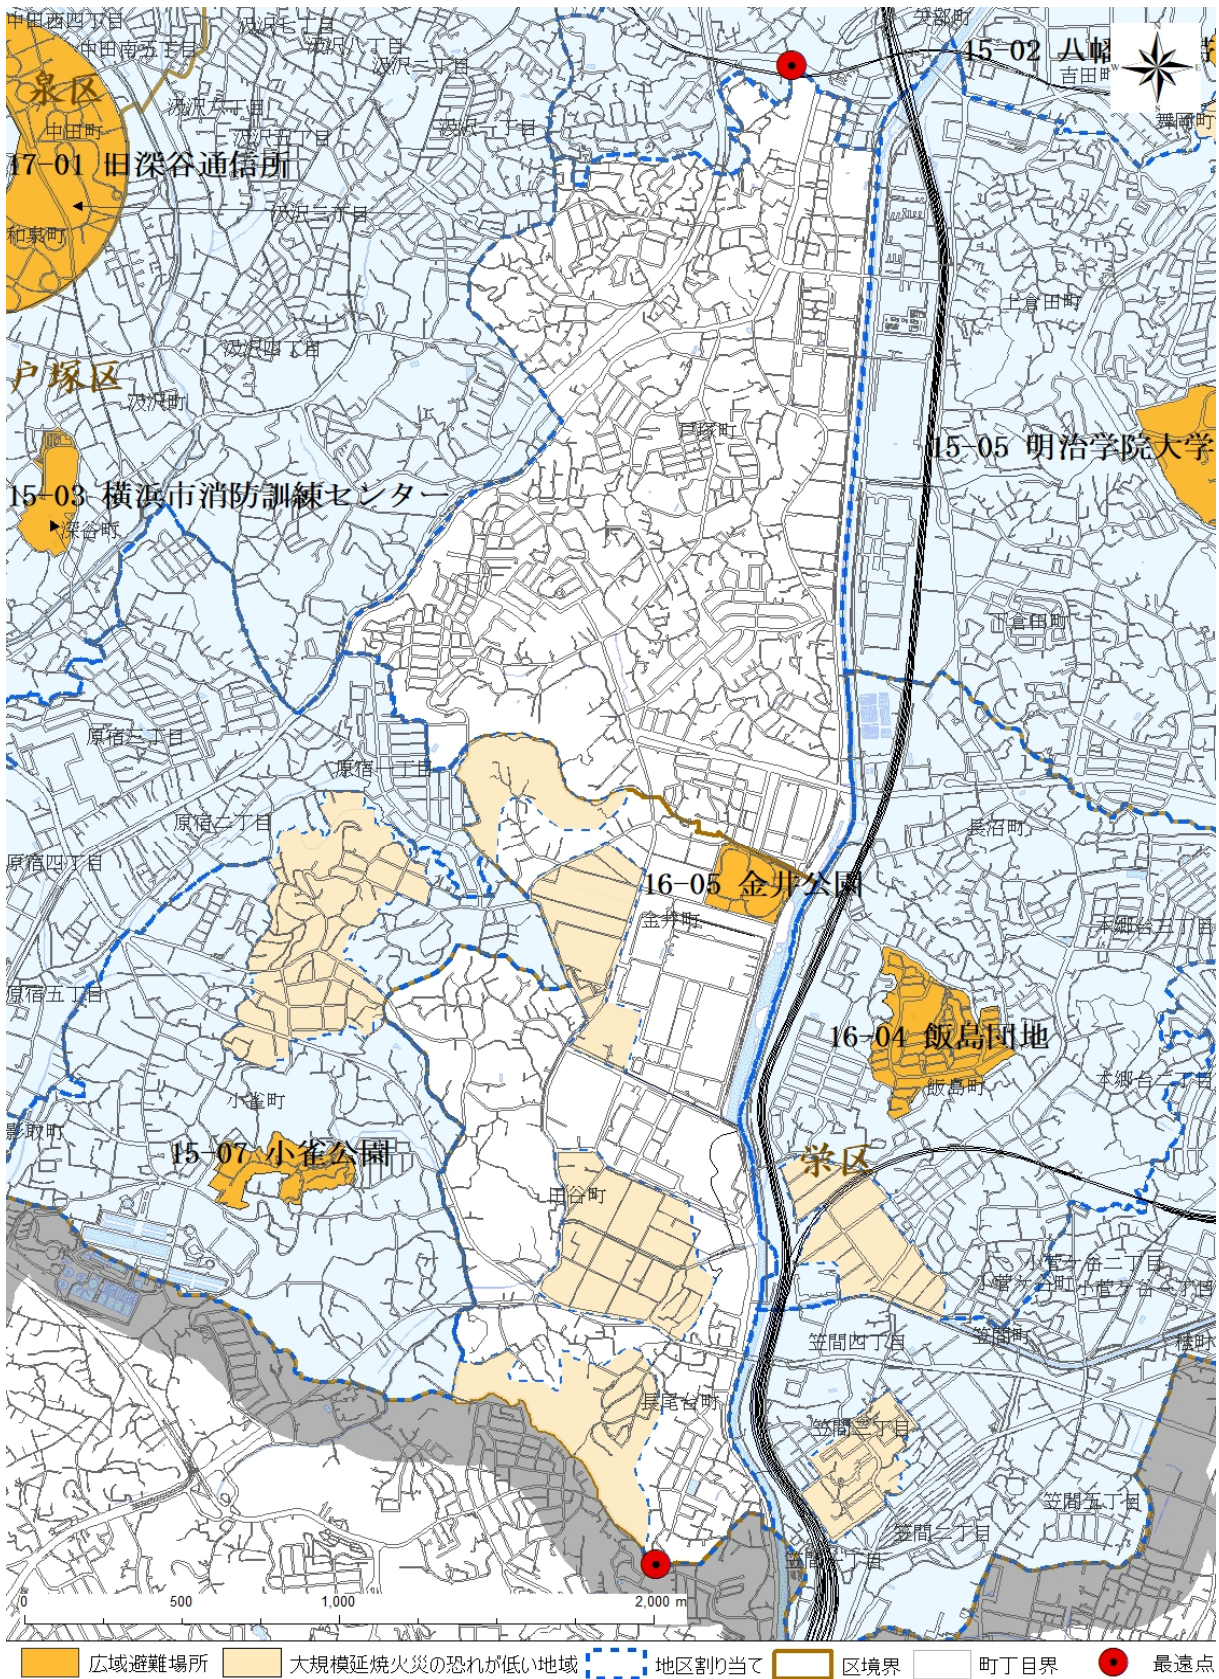 中田西四丁目
汲沢七丁目
矢部町
中田南五丁目
汲沢八丁目
15-02 八幡
汲沢二丁目
吉田町
泉区
汲沢六丁目
W
E
S
中田町
汲沢五丁目
汲沢一丁目
舞岡町
17-01 旧深谷通信所
汲沢三丁目
和泉町
上倉田町
汲沢四丁目
戸塚区
汲沢町
戸塚町
15-05 明治学院大学
15-03 横浜市消防訓練センター
深谷町
下倉田町
原宿三丁目
原宿一丁目
原宿二丁目
長沼町
原宿四丁目
16-05 金井公園
金井町
本郷台三丁目
原宿五丁目
16-04 飯島団地
本郷台二丁目
飯島町
小雀町
影取町
15-07 小雀公園
栄区
田谷町
小菅ケ谷二丁目
小菅ケ谷町
小菅ケ谷一丁目
笠間四丁目
笠間町
桂町
長尾台町
笠間三丁目
笠間五丁目
笠間二丁目
笠間一丁目
0 500 1,000 2,000 m
広域避難場所 大規模延焼火災の恐れが低い地域 地区割り当て 区境界 町丁目界 最遠点